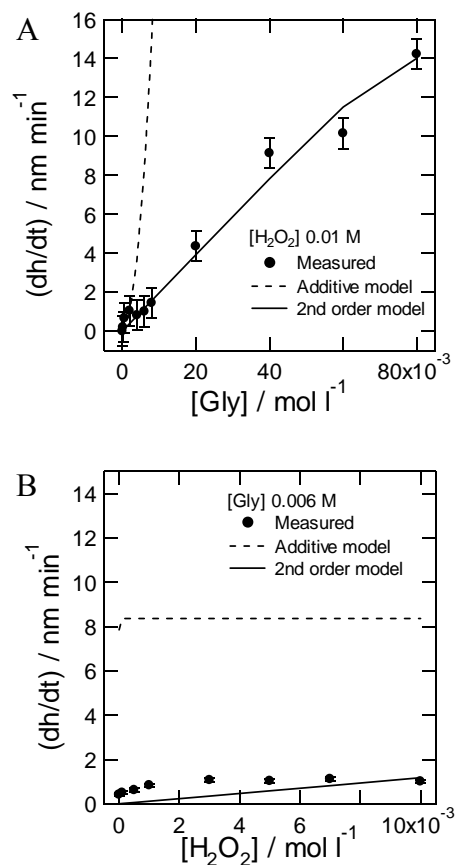 A
16
14
12
10
8
6
4
2
0
(dh/dt) / nm min⁻¹
[H₂O₂] 0.01 M
Measured
Additive model
2nd order model
0 20 40 60 80x10⁻³
[Gly] / mol l⁻¹
B
14
12
10
8
6
4
2
0
(dh/dt) / nm min⁻¹
[Gly] 0.006 M
Measured
Additive model
2nd order model
0 2 4 6 8 10x10⁻³
[H₂O₂] / mol l⁻¹